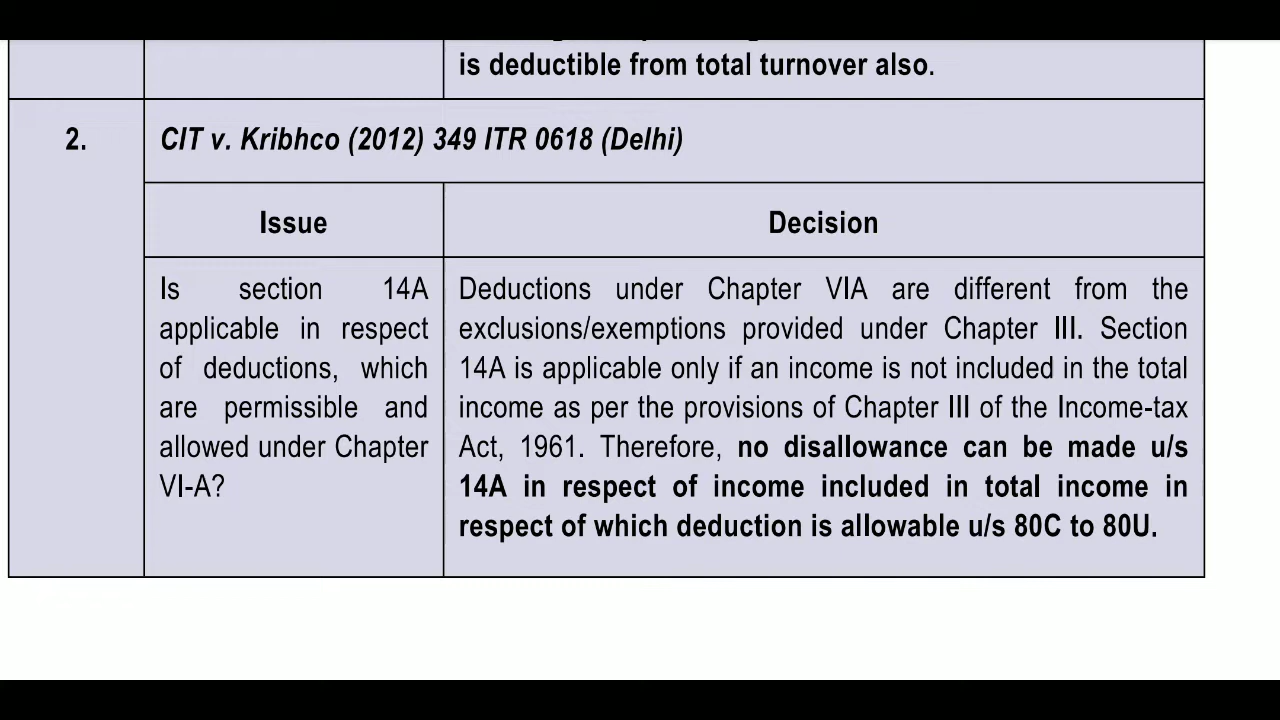 is deductible from total turnover also.
2.
CIT v. Kribhco (2012) 349 ITR 0618 (Delhi)
Issue
Decision
Is section 14A
applicable in respect
of deductions, which
are permissible and
allowed under Chapter
VI-A?
Deductions under Chapter VIA are different from the
exclusions/exemptions provided under Chapter III. Section
14A is applicable only if an income is not included in the total
income as per the provisions of Chapter III of the Income-tax
Act, 1961. Therefore, no disallowance can be made u/s
14A in respect of income included in total income in
respect of which deduction is allowable u/s 80C to 80U.